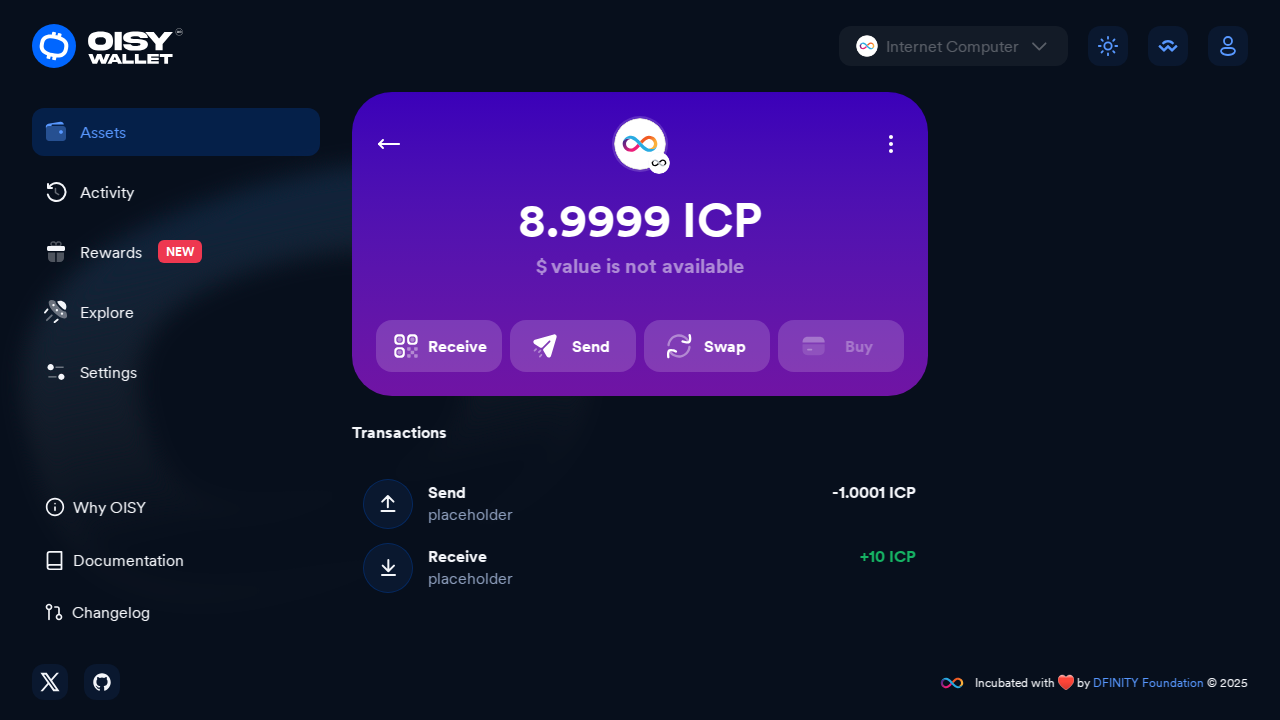 OISY
WALLET
Internet Computer
Assets
Activity
Rewards NEW
Explore
Settings
Why OISY
Documentation
Changelog
8.9999 ICP
$ value is not available
Receive
Send
Swap
Buy
Transactions
Send -1.0001 ICP
placeholder
Receive +10 ICP
placeholder
Incubated with ❤️ by DFINITY Foundation © 2025